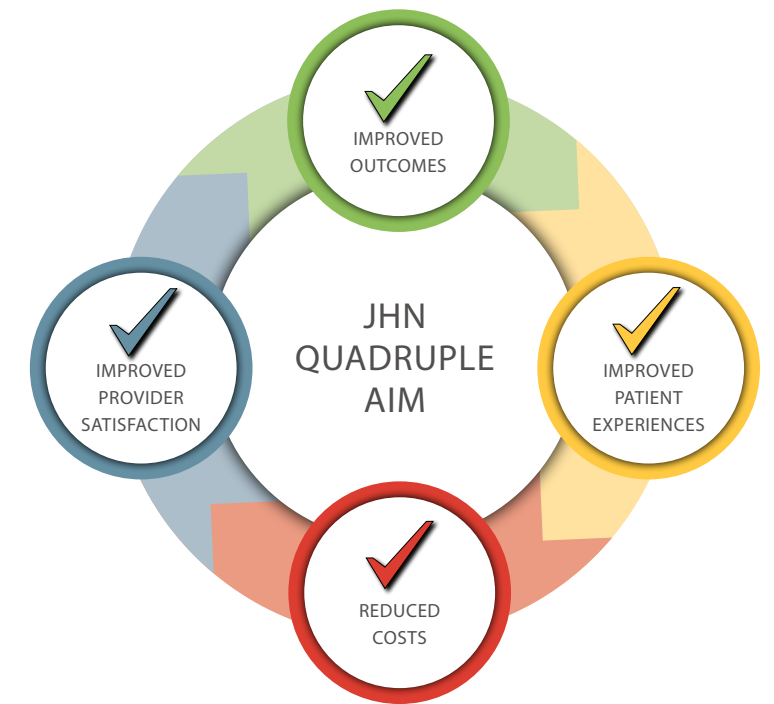 IMPROVED
OUTCOMES
JHN
QUADRUPLE
AIM
IMPROVED
PROVIDER
SATISFACTION
IMPROVED
PATIENT
EXPERIENCES
REDUCED
COSTS